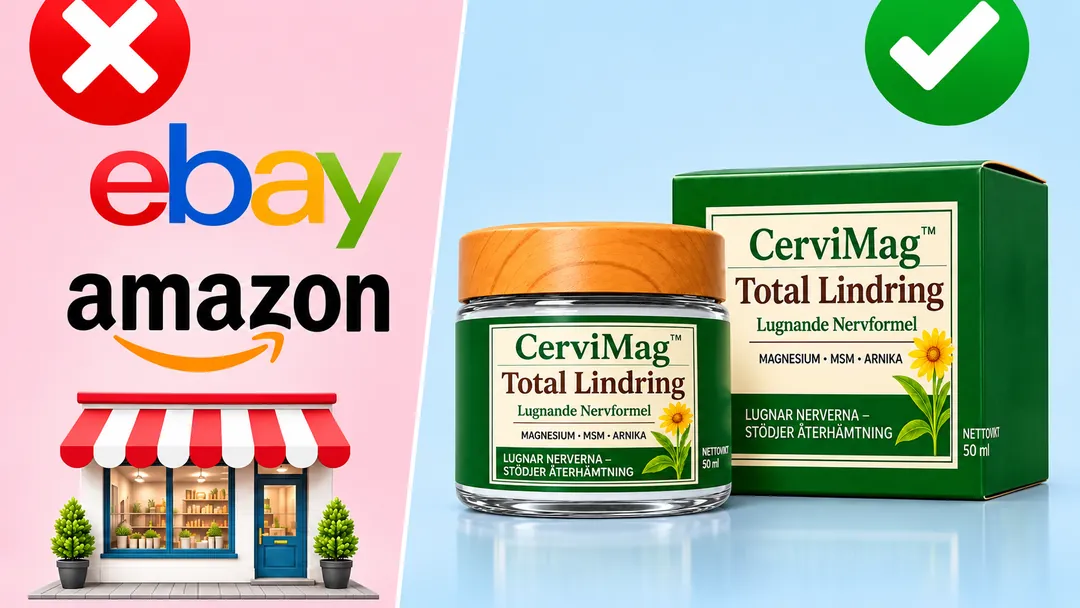 ebay
amazon
CerviMag™
Total Lindring
Lugnande Nervformel
MAGNESIUM • MSM • ARNIKA
LUGNAR NERVERNA –
STÖDJER ÅTERHÄMTNING
NETTOVIKT
50 ml
CerviMag™
Total Lindring
Lugnande Nervformel
MAGNESIUM • MSM • ARNIKA
LUGNAR NERVERNA –
STÖDJER ÅTERHÄMTNING
NETTOVIKT
50 ml